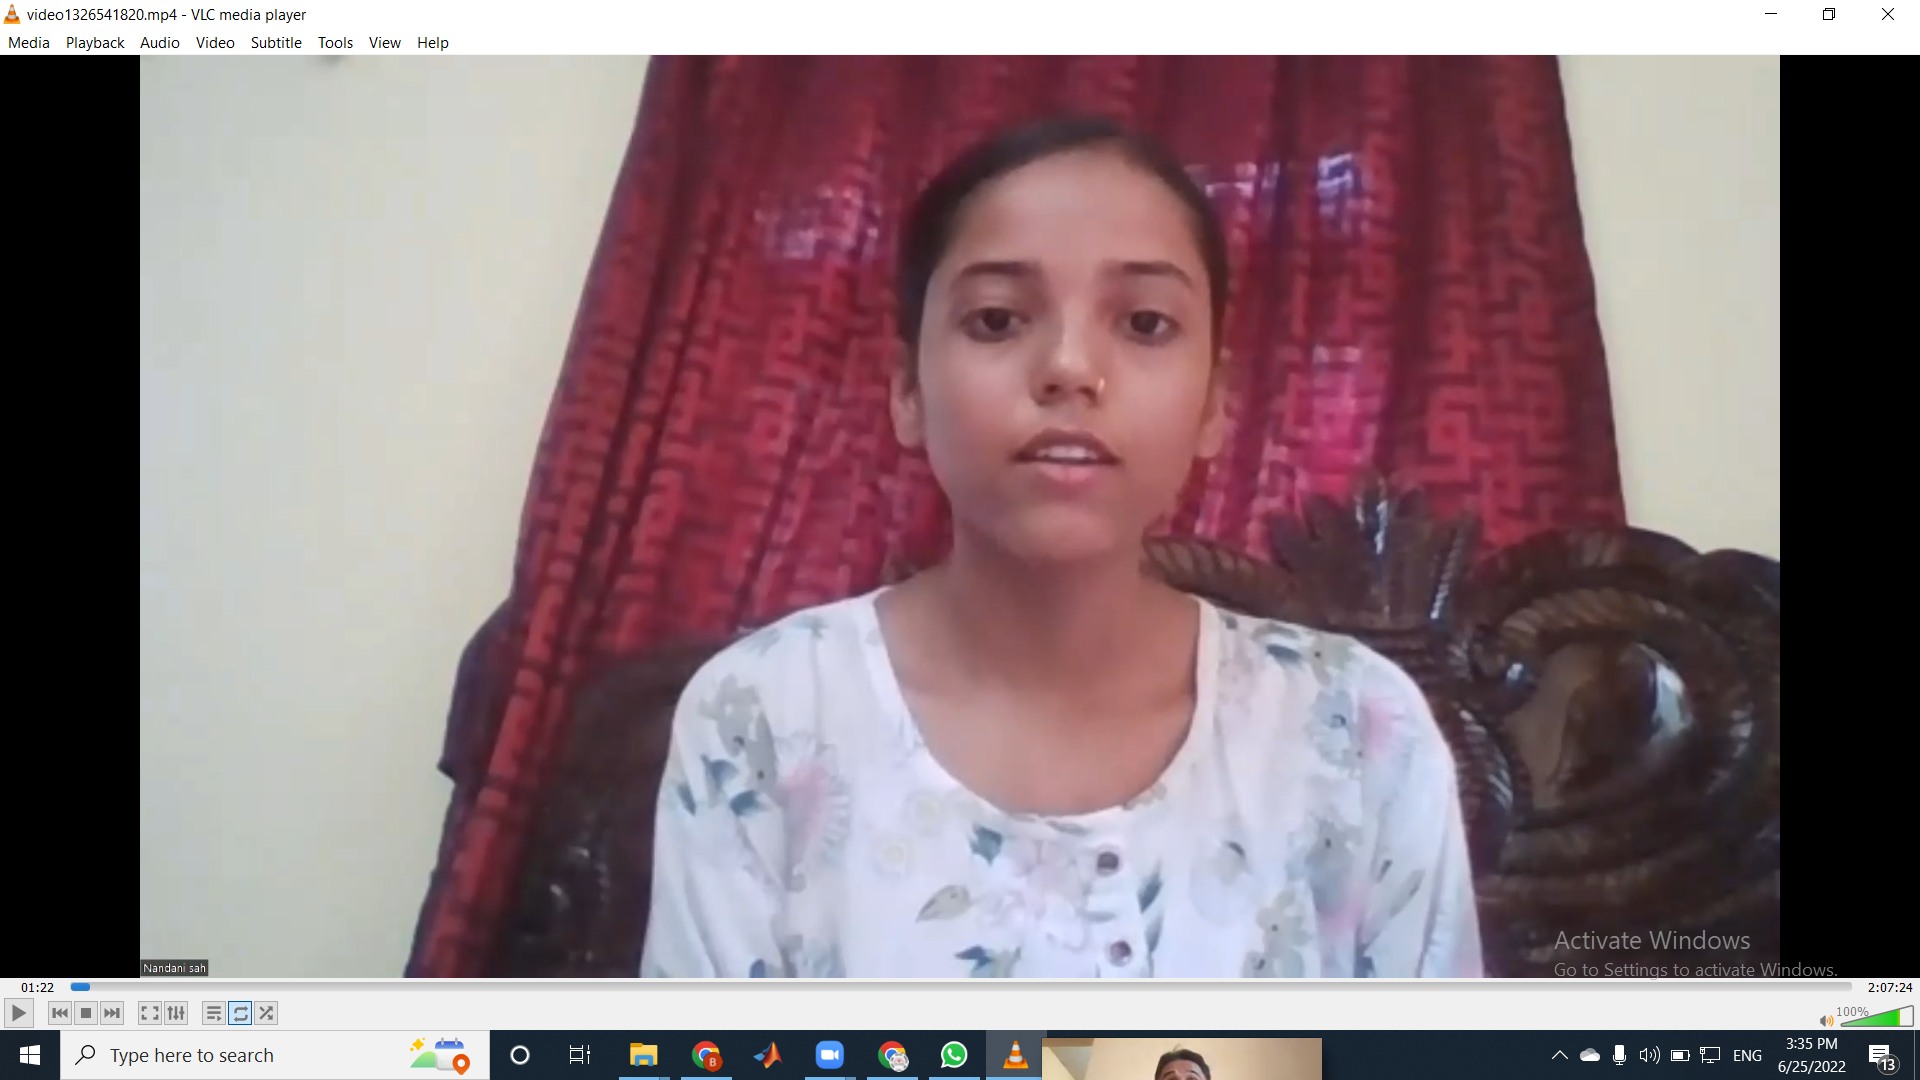 video1326541820.mp4 - VLC media player
Media Playback Audio Video Subtitle Tools View Help
Nandani sah
Activate Windows
Go to Settings to activate Windows.
01:22
2:07:24
100%
Type here to search
B
ENG
3:35 PM
6/25/2022
13